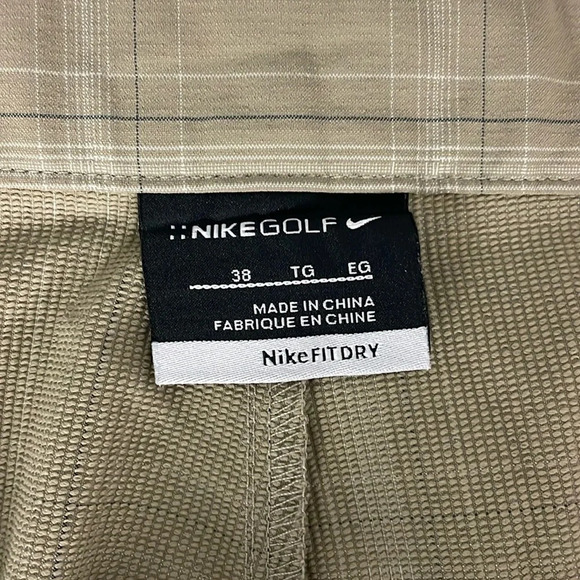 NIKEGOLF
38 TG EG
MADE IN CHINA
FABRIQUE EN CHINE
NikeFITDRY